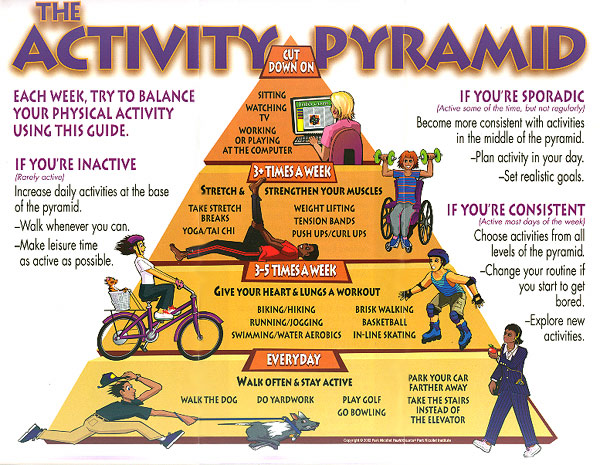 THE
ACTIVITY PYRAMID
EACH WEEK, TRY TO BALANCE
YOUR PHYSICAL ACTIVITY
USING THIS GUIDE.
IF YOU'RE INACTIVE
(Rarely active)
Increase daily activities at the base
of the pyramid.
–Walk whenever you can.
–Make leisure time
as active as possible.
IF YOU'RE SPORADIC
(Active some of the time, but not regularly)
Become more consistent with activities
in the middle of the pyramid.
–Plan activity in your day.
–Set realistic goals.
IF YOU'RE CONSISTENT
(Active most days of the week)
Choose activities from all
levels of the pyramid.
–Change your routine if
you start to get
bored.
–Explore new
activities.
CUT
DOWN ON
SITTING
WATCHING
TV
WORKING
OR PLAYING
AT THE COMPUTER
3+ TIMES A WEEK
STRETCH & STRENGTHEN YOUR MUSCLES
TAKE STRETCH
BREAKS
YOGA/TAI CHI
WEIGHT LIFTING
TENSION BANDS
PUSH UPS/CURL UPS
3-5 TIMES A WEEK
GIVE YOUR HEART & LUNGS A WORKOUT
BIKING/HIKING
RUNNING/JOGGING
SWIMMING/WATER AEROBICS
BRISK WALKING
BASKETBALL
IN-LINE SKATING
EVERYDAY
WALK OFTEN & STAY ACTIVE
WALK THE DOG
DO YARDWORK
PLAY GOLF
GO BOWLING
PARK YOUR CAR
FARTHER AWAY
TAKE THE STAIRS
INSTEAD OF
THE ELEVATOR